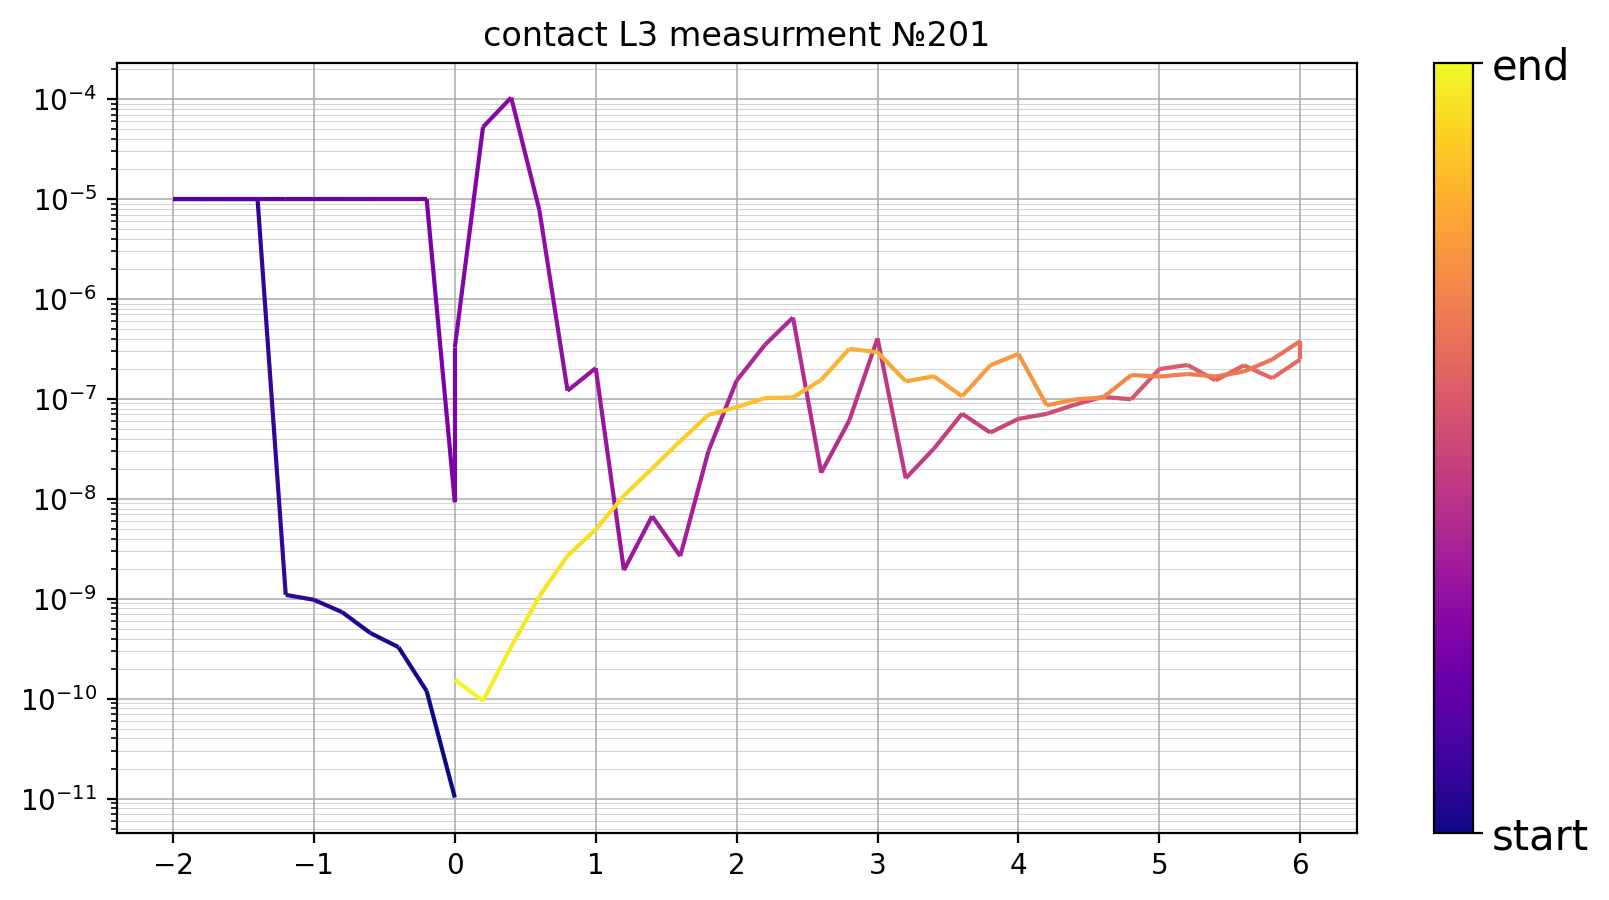 contact L3 measurment №201
10⁻⁴
10⁻⁵
10⁻⁶
10⁻⁷
10⁻⁸
10⁻⁹
10⁻¹⁰
10⁻¹¹
−2 −1 0 1 2 3 4 5 6
end
start